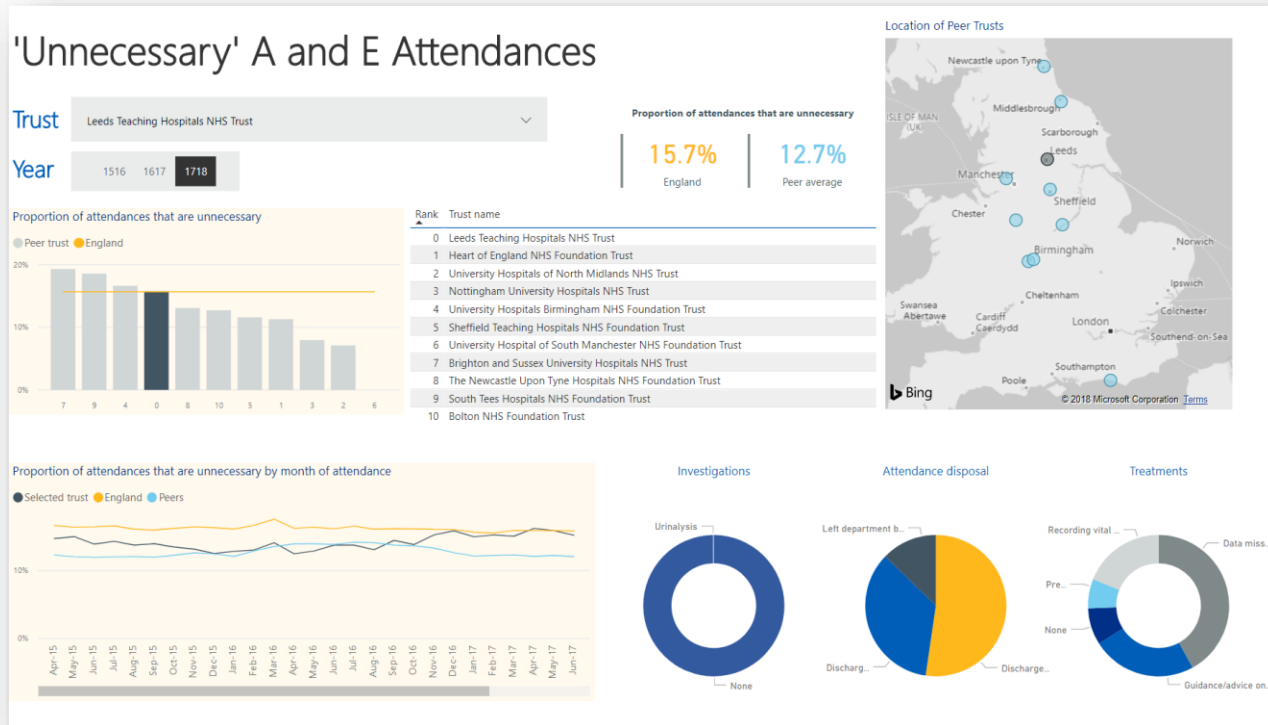 'Unnecessary' A and E Attendances
Trust
Leeds Teaching Hospitals NHS Trust
Year
1516 1617 1718
Proportion of attendances that are unnecessary
15.7%
England
12.7%
Peer average
Proportion of attendances that are unnecessary
Peer trust England
20%
10%
0%
7 9 4 0 8 10 5 1 3 2 6
Rank Trust name
0 Leeds Teaching Hospitals NHS Trust
1 Heart of England NHS Foundation Trust
2 University Hospitals of North Midlands NHS Trust
3 Nottingham University Hospitals NHS Trust
4 University Hospitals Birmingham NHS Foundation Trust
5 Sheffield Teaching Hospitals NHS Foundation Trust
6 University Hospital of South Manchester NHS Foundation Trust
7 Brighton and Sussex University Hospitals NHS Trust
8 The Newcastle Upon Tyne Hospitals NHS Foundation Trust
9 South Tees Hospitals NHS Foundation Trust
10 Bolton NHS Foundation Trust
Location of Peer Trusts
Newcastle upon Tyne
Middlesbrough
ISLE OF MAN
(UK)
Scarborough
Leeds
Manchester
Sheffield
Chester
Norwich
Birmingham
Ipswich
Cheltenham
Colchester
Swansea
Abertawe
Cardiff
Caerdydd
London
Southend-on-Sea
Southampton
Poole
Bing
© 2018 Microsoft Corporation Terms
Proportion of attendances that are unnecessary by month of attendance
Selected trust England Peers
10%
0%
Apr-15
May-15
Jun-15
Jul-15
Aug-15
Sep-15
Oct-15
Nov-15
Dec-15
Jan-16
Feb-16
Mar-16
Apr-16
May-16
Jun-16
Jul-16
Aug-16
Sep-16
Oct-16
Nov-16
Dec-16
Jan-17
Feb-17
Mar-17
Apr-17
May-17
Jun-17
Investigations
Urinalysis
None
Attendance disposal
Left department b...
Discharg...
Discharge...
Treatments
Recording vital ...
Data miss...
Pre...
None
Guidance/advice on...